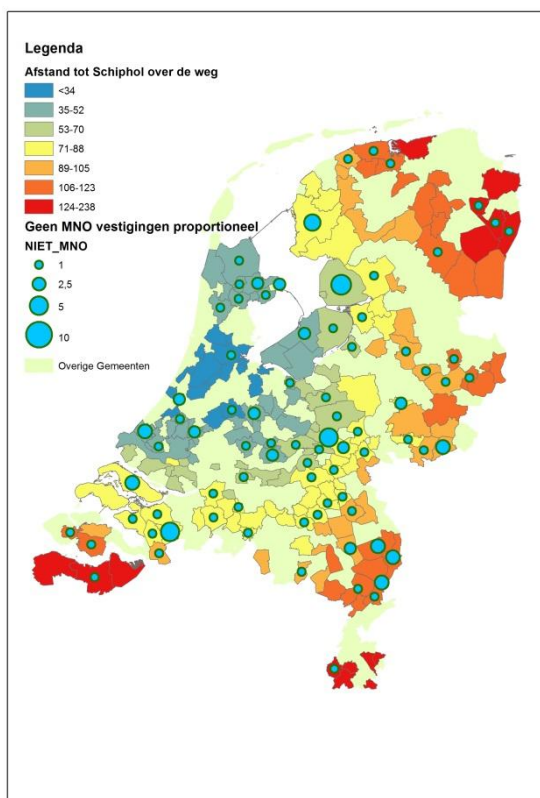 Legenda
Afstand tot Schiphol over de weg
<34
35-52
53-70
71-88
89-105
106-123
124-238
Geen MNO vestigingen proportioneel
NIET_MNO
1
2,5
5
10
Overige Gemeenten